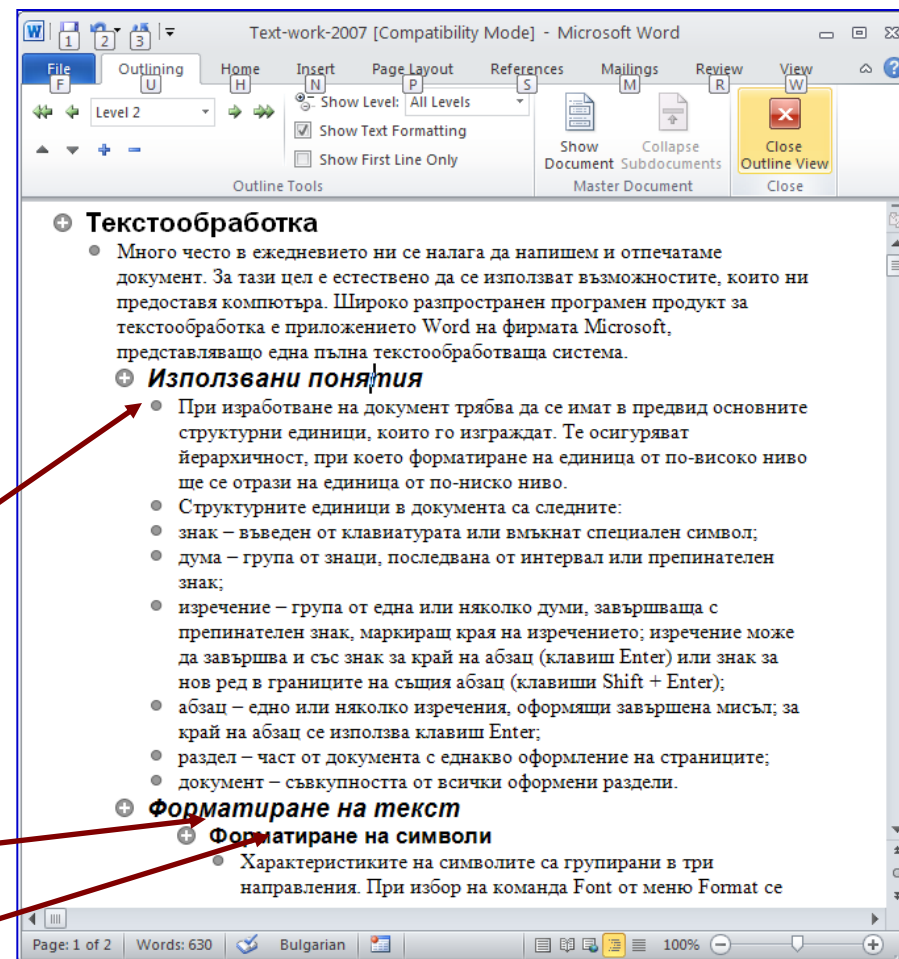 Text-work-2007 [Compatibility Mode] - Microsoft Word
1 2 3
File Outlining Home Insert Page Layout References Mailings Review View
F U H N P S M R W
Level 2
Show Level: All Levels
Show Text Formatting
Show First Line Only
Show Document
Collapse Subdocuments
Close Outline View
Outline Tools Master Document Close
Текстообработка
Много често в ежедневието ни се налага да напишем и отпечатаме
документ. За тази цел е естествено да се използват възможностите, които ни
предоставя компютъра. Широко разпространен програмен продукт за
текстообработка е приложението Word на фирмата Microsoft,
представляващо една пълна текстообработваща система.
Използвани понятия
При изработване на документ трябва да се имат в предвид основните
структурни единици, които го изграждат. Те осигуряват
йерархичност, при което форматиране на единица от по-високо ниво
ще се отрази на единица от по-ниско ниво.
Структурните единици в документа са следните:
знак – въведен от клавиатурата или вмъкнат специален символ;
дума – група от знаци, последвана от интервал или препинателен
знак;
изречение – група от една или няколко думи, завършваща с
препинателен знак, маркиращ края на изречението; изречение може
да завършва и със знак за край на абзац (клавиш Enter) или знак за
нов ред в границите на същия абзац (клавиши Shift + Enter);
абзац – едно или няколко изречения, оформящи завършена мисъл; за
край на абзац се използва клавиш Enter;
раздел – част от документа с еднакво оформление на страниците;
документ – съвкупността от всички оформени раздели.
Форматиране на текст
Форматиране на символи
Характеристиките на символите са групирани в три
направления. При избор на команда Font от меню Format се
Page: 1 of 2 Words: 630 Bulgarian 100%